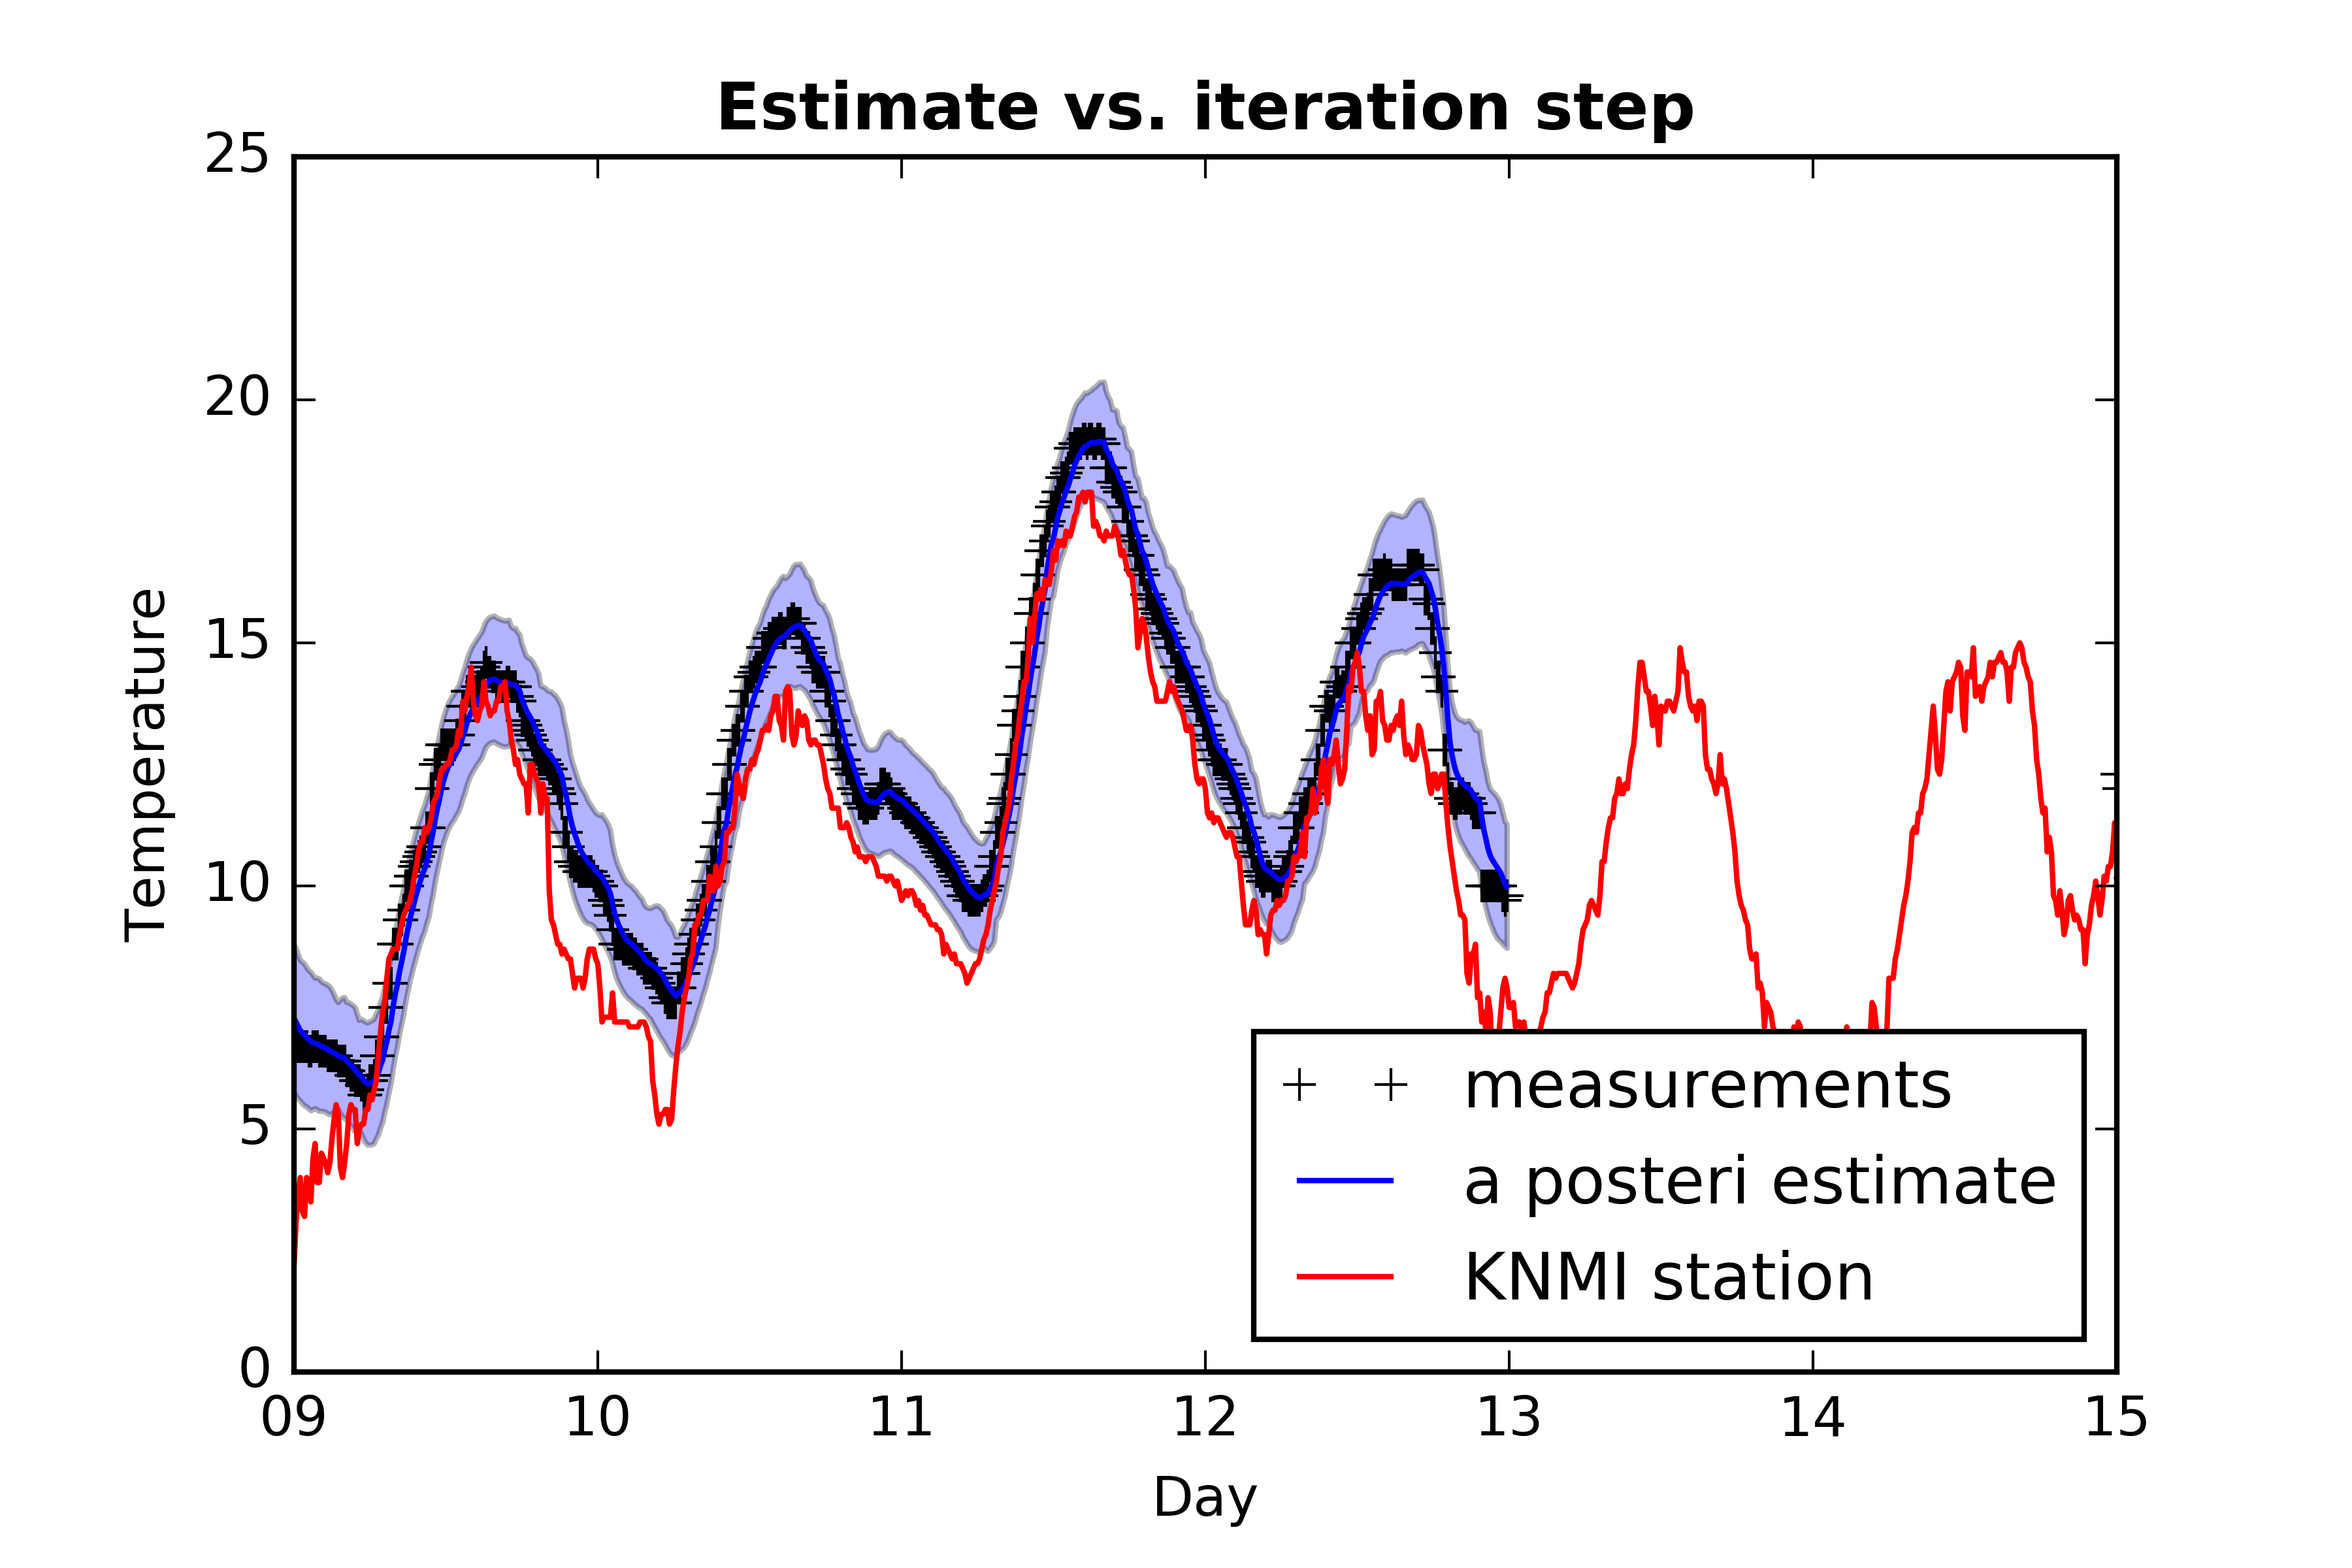 Estimate vs. iteration step
25
20
15
10
5
0
Temperature
09 10 11 12 13 14 15
Day
measurements
a posteri estimate
KNMI station